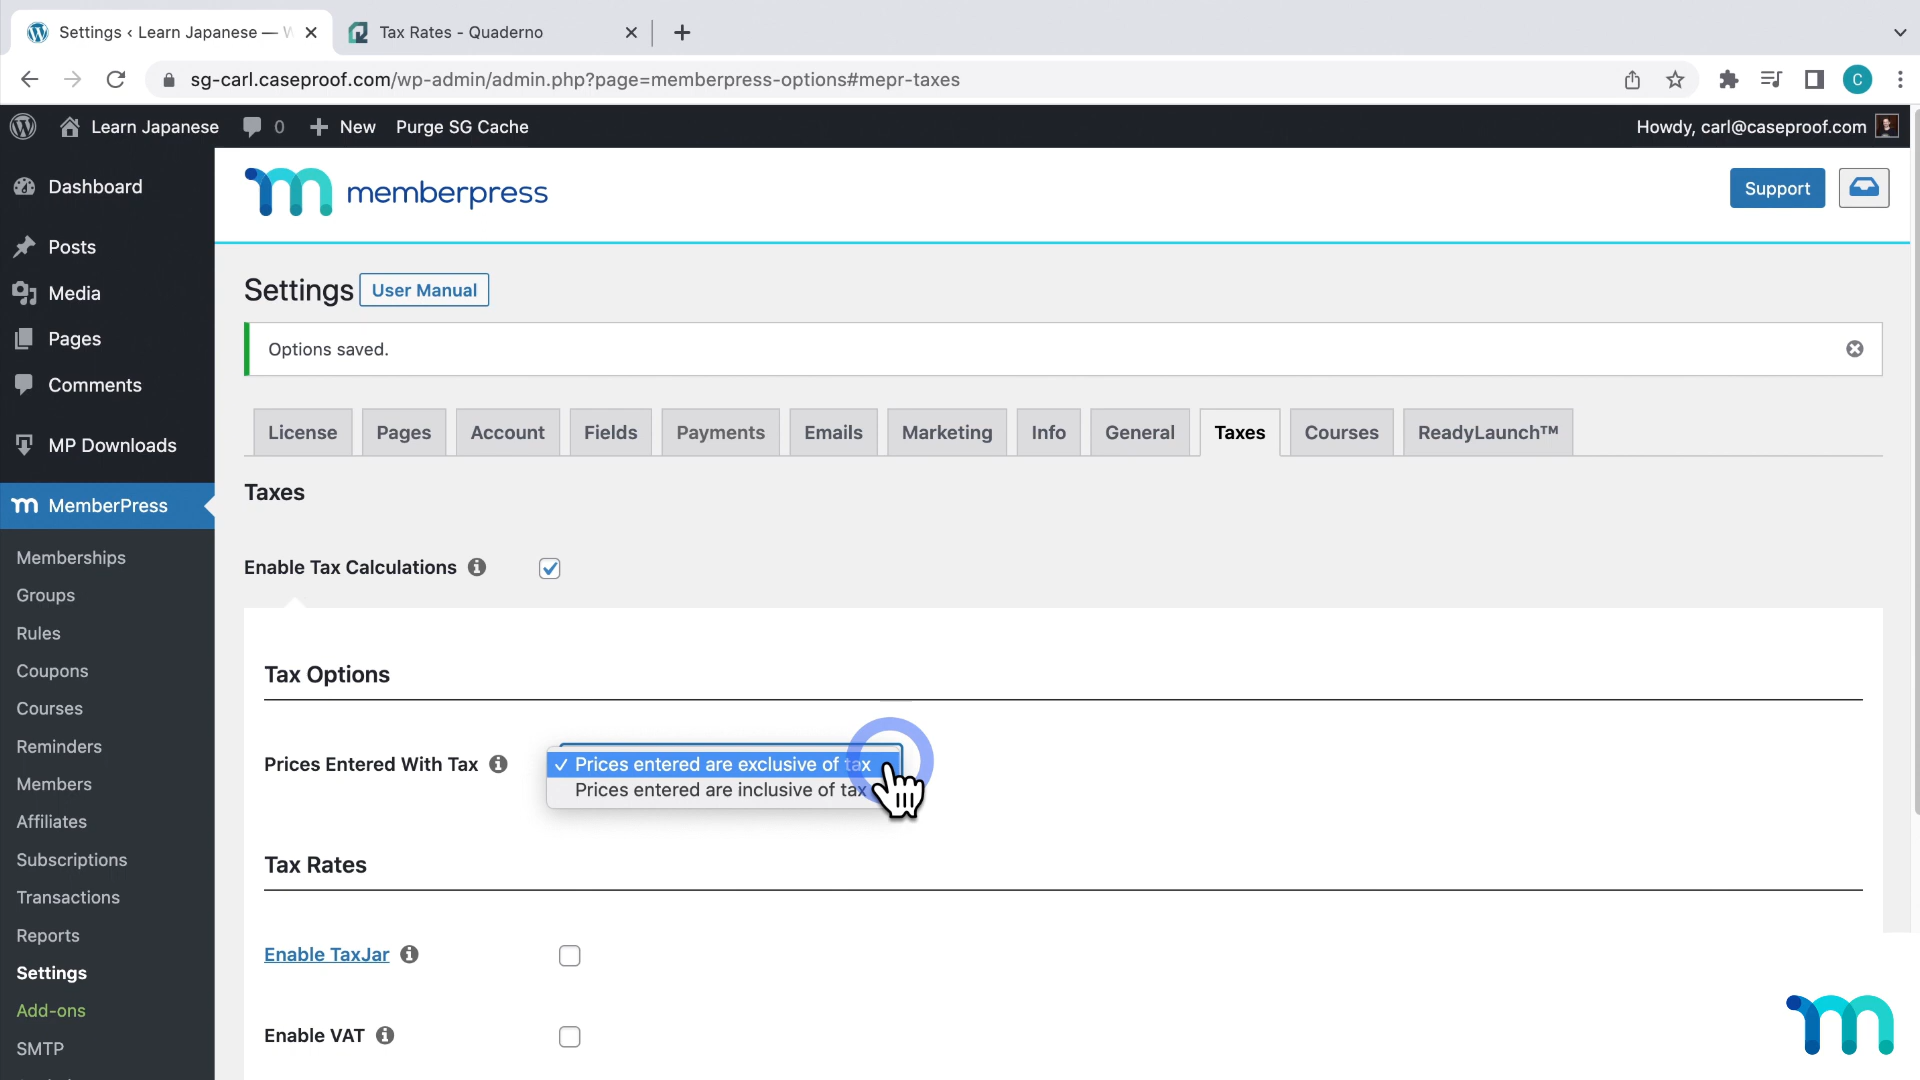 Settings ‹ Learn Japanese —
Tax Rates - Quaderno
sg-carl.caseproof.com/wp-admin/admin.php?page=memberpress-options#mepr-taxes
C
Learn Japanese 0 New Purge SG Cache
Howdy, carl@caseproof.com
Dashboard
Posts
Media
Pages
Comments
MP Downloads
MemberPress
Memberships
Groups
Rules
Coupons
Courses
Reminders
Members
Affiliates
Subscriptions
Transactions
Reports
Settings
Add-ons
SMTP
memberpress
Support
Settings User Manual
Options saved.
License Pages Account Fields Payments Emails Marketing Info General Taxes Courses ReadyLaunch™
Taxes
Enable Tax Calculations
Tax Options
Prices Entered With Tax
✓ Prices entered are exclusive of tax
Prices entered are inclusive of tax
Tax Rates
Enable TaxJar
Enable VAT